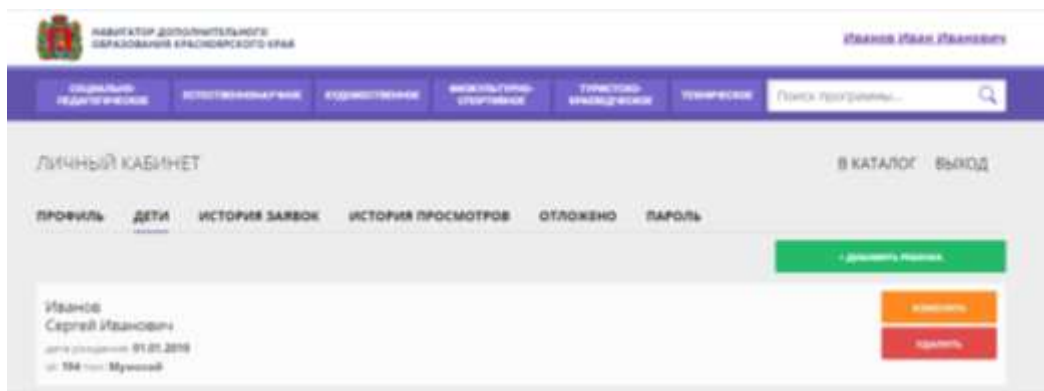 НАВИГАТОР ДОПОЛНИТЕЛЬНОГО
ОБРАЗОВАНИЯ КРАСНОЯРСКОГО КРАЯ
Иванов Иван Иванович
СОЦИАЛЬНО-
ПЕДАГОГИЧЕСКОЕ
ЕСТЕСТВЕННОНАУЧНОЕ
ХУДОЖЕСТВЕННОЕ
ФИЗКУЛЬТУРНО-
СПОРТИВНОЕ
ТУРИСТСКО-
КРАЕВЕДЧЕСКОЕ
ТЕХНИЧЕСКОЕ
Поиск программы...
ЛИЧНЫЙ КАБИНЕТ
В КАТАЛОГ ВЫХОД
ПРОФИЛЬ ДЕТИ ИСТОРИЯ ЗАЯВОК ИСТОРИЯ ПРОСМОТРОВ ОТЛОЖЕНО ПАРОЛЬ
+ ДОБАВИТЬ РЕБЕНКА
Иванов
Сергей Иванович
дата рождения: 01.01.2010
id: 194 пол: Мужской
ИЗМЕНИТЬ
УДАЛИТЬ